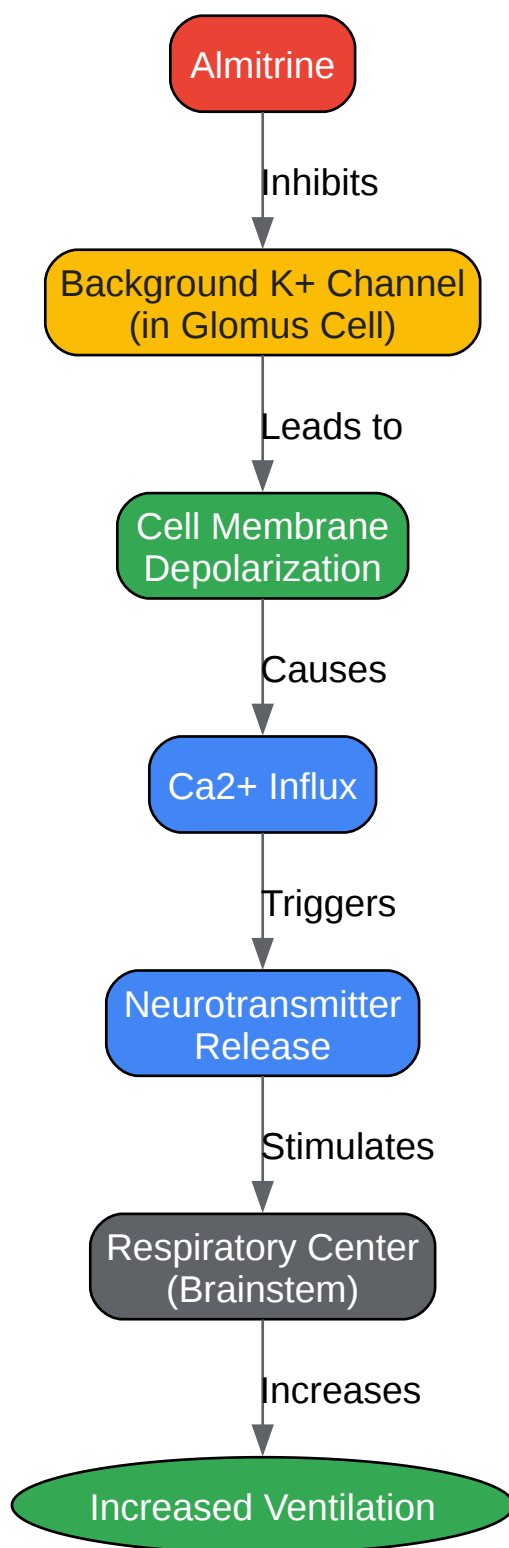 Almitrine
Inhibits
Background K+ Channel
(in Glomus Cell)
Leads to
Cell Membrane
Depolarization
Causes
Ca2+ Influx
Triggers
Neurotransmitter
Release
Stimulates
Respiratory Center
(Brainstem)
Increases
Increased Ventilation